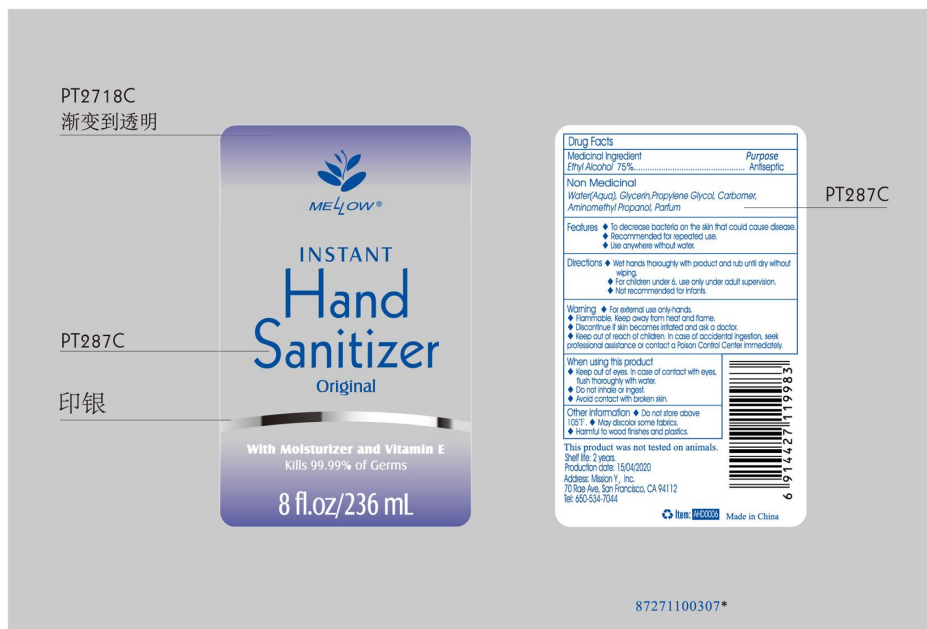 PT2718C
渐变到透明
MELLOW®
INSTANT
Hand
Sanitizer
Original
PT287C
印银
With Moisturizer and Vitamin E
Kills 99.99% of Germs
8 fl.oz/236 mL
Drug Facts
Medicinal Ingredient Purpose
Ethyl Alcohol 75%................................................ Antiseptic
Non Medicinal
Water(Aqua), Glycerin,Propylene Glycol, Carbomer,
Aminomethyl Propanol, Parfum
PT287C
Features ♦ To decrease bacteria on the skin that could cause disease.
♦ Recommended for repeated use.
♦ Use anywhere without water.
Directions ♦ Wet hands thoroughly with product and rub until dry without
wiping.
♦ For children under 6, use only under adult supervision.
♦ Not recommended for infants.
Warning ♦ For external use only-hands.
♦ Flammable. Keep away from heat and flame.
♦ Discontinue if skin becomes irritated and ask a doctor.
♦ Keep out of reach of children. In case of accidental ingestion, seek
professional assistance or contact a Poison Control Center immediately.
When using this product
♦ Keep out of eyes. In case of contact with eyes,
flush thoroughly with water.
♦ Do not inhale or ingest.
♦ Avoid contact with broken skin.
Other Information ♦ Do not store above
105°F. ♦ May discolor some fabrics.
♦ Harmful to wood finishes and plastics.
This product was not tested on animals.
Shelf life: 2 years.
Production date: 15/04/2020
Address: Mission Y, Inc.
70 Rae Ave, San Francisco, CA 94112
Tel: 650-534-7044
6 914427 119983
Item: AHD0006 Made in China
87271100307*